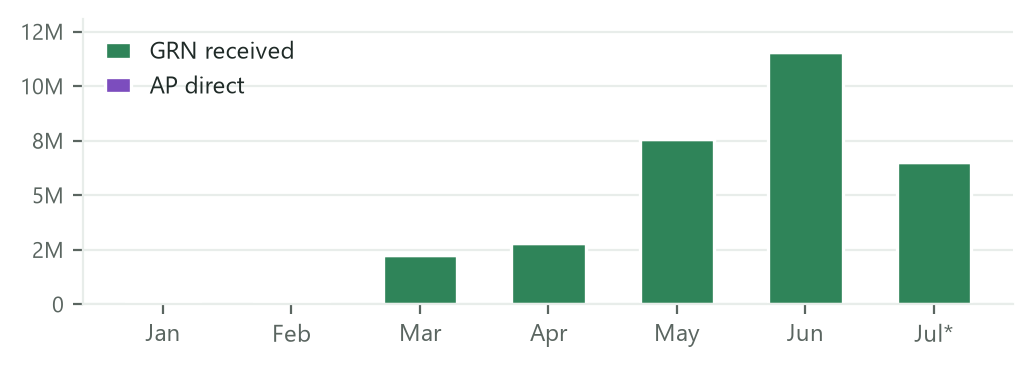 12M
GRN received
10M
AP direct
8M
5M
2M
0
Jan Feb Mar Apr May Jun Jul*